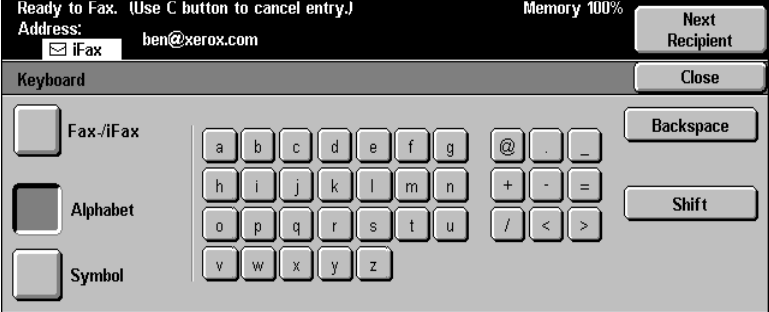 Ready to Fax. (Use C button to cancel entry.)
Memory 100%
Next
Recipient
Address:
iFax
ben@xerox.com
Keyboard
Close
Fax-/iFax
Backspace
a b c d e f g @ . _
h i j k l m n + - =
Alphabet
Shift
o p q r s t u / < >
v w x y z
Symbol